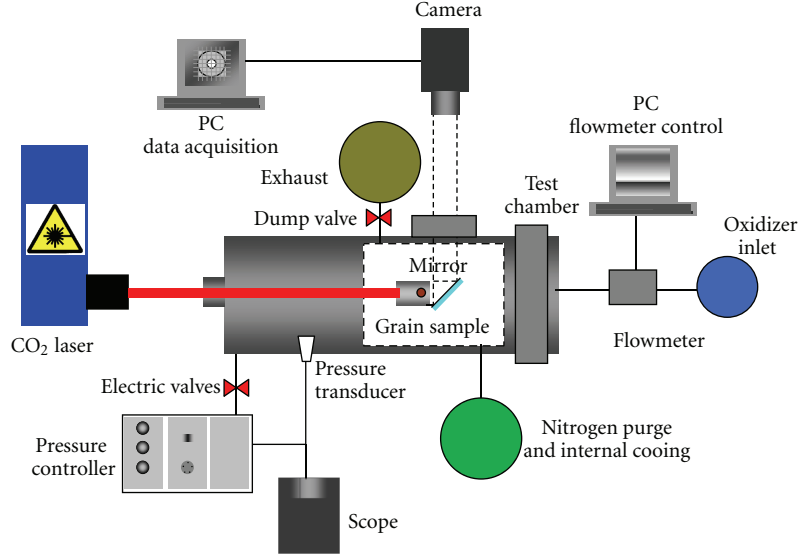 Camera
PC
data acquisition
PC
flowmeter control
Exhaust
Test
chamber
Dump valve
Oxidizer
inlet
Mirror
Grain sample
CO₂ laser
Flowmeter
Pressure
transducer
Electric valves
Pressure
controller
Nitrogen purge
and internal cooing
Scope